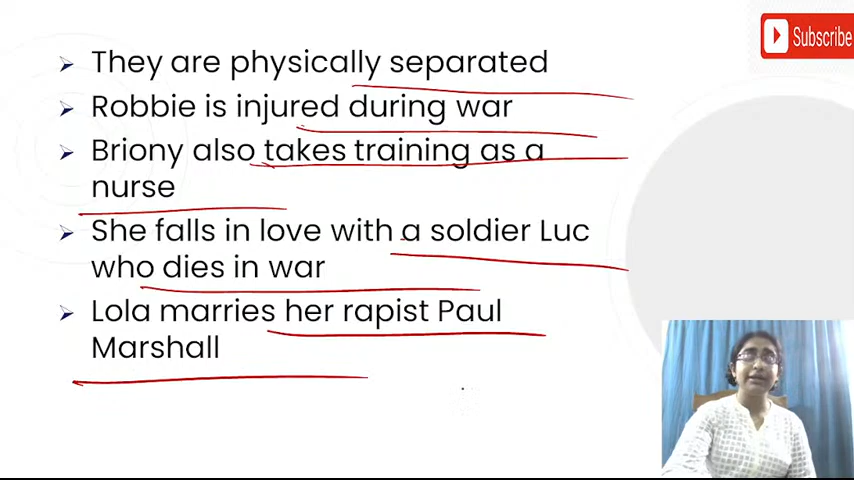 Subscribe
They are physically separated
Robbie is injured during war
Briony also takes training as a
nurse
She falls in love with a soldier Luc
who dies in war
Lola marries her rapist Paul
Marshall